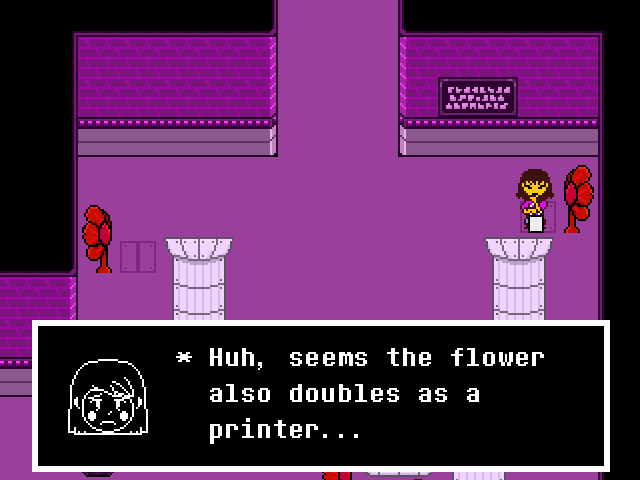 * Huh, seems the flower
also doubles as a
printer...